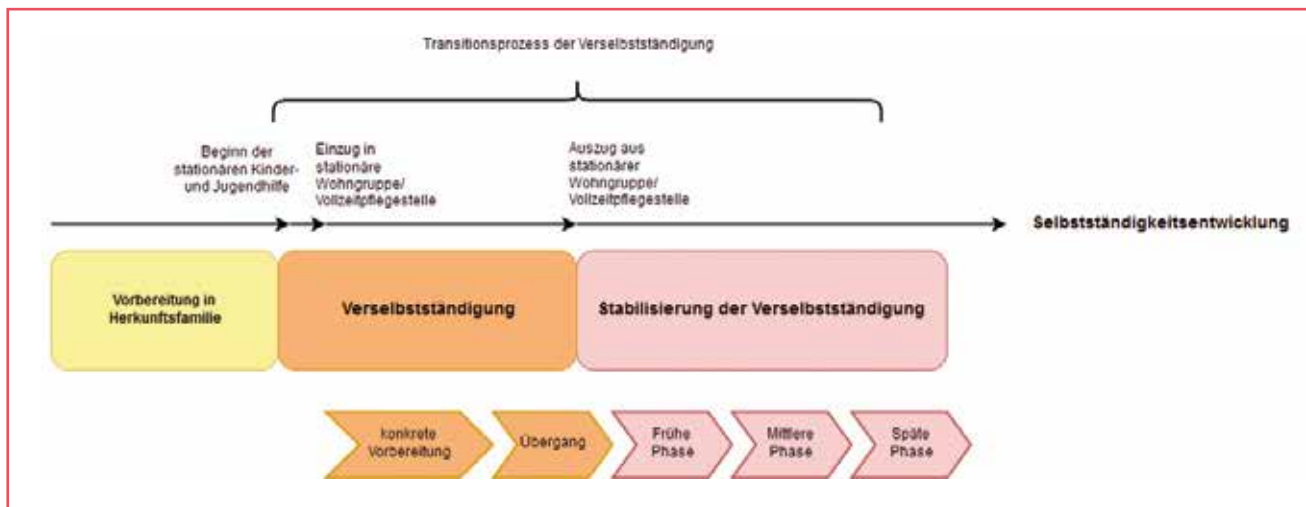 Transitionsprozess der Verselbstständigung
Beginn der
stationären Kinder-
und Jugendhilfe
Einzug in
stationäre
Wohngruppe/
Vollzeitpflegestelle
Auszug aus
stationärer
Wohngruppe/
Vollzeitpflegestelle
Selbstständigkeitsentwicklung
Vorbereitung in
Herkunftsfamilie
Verselbstständigung
Stabilisierung der Verselbstständigung
konkrete
Vorbereitung
Übergang
Frühe
Phase
Mittlere
Phase
Späte
Phase